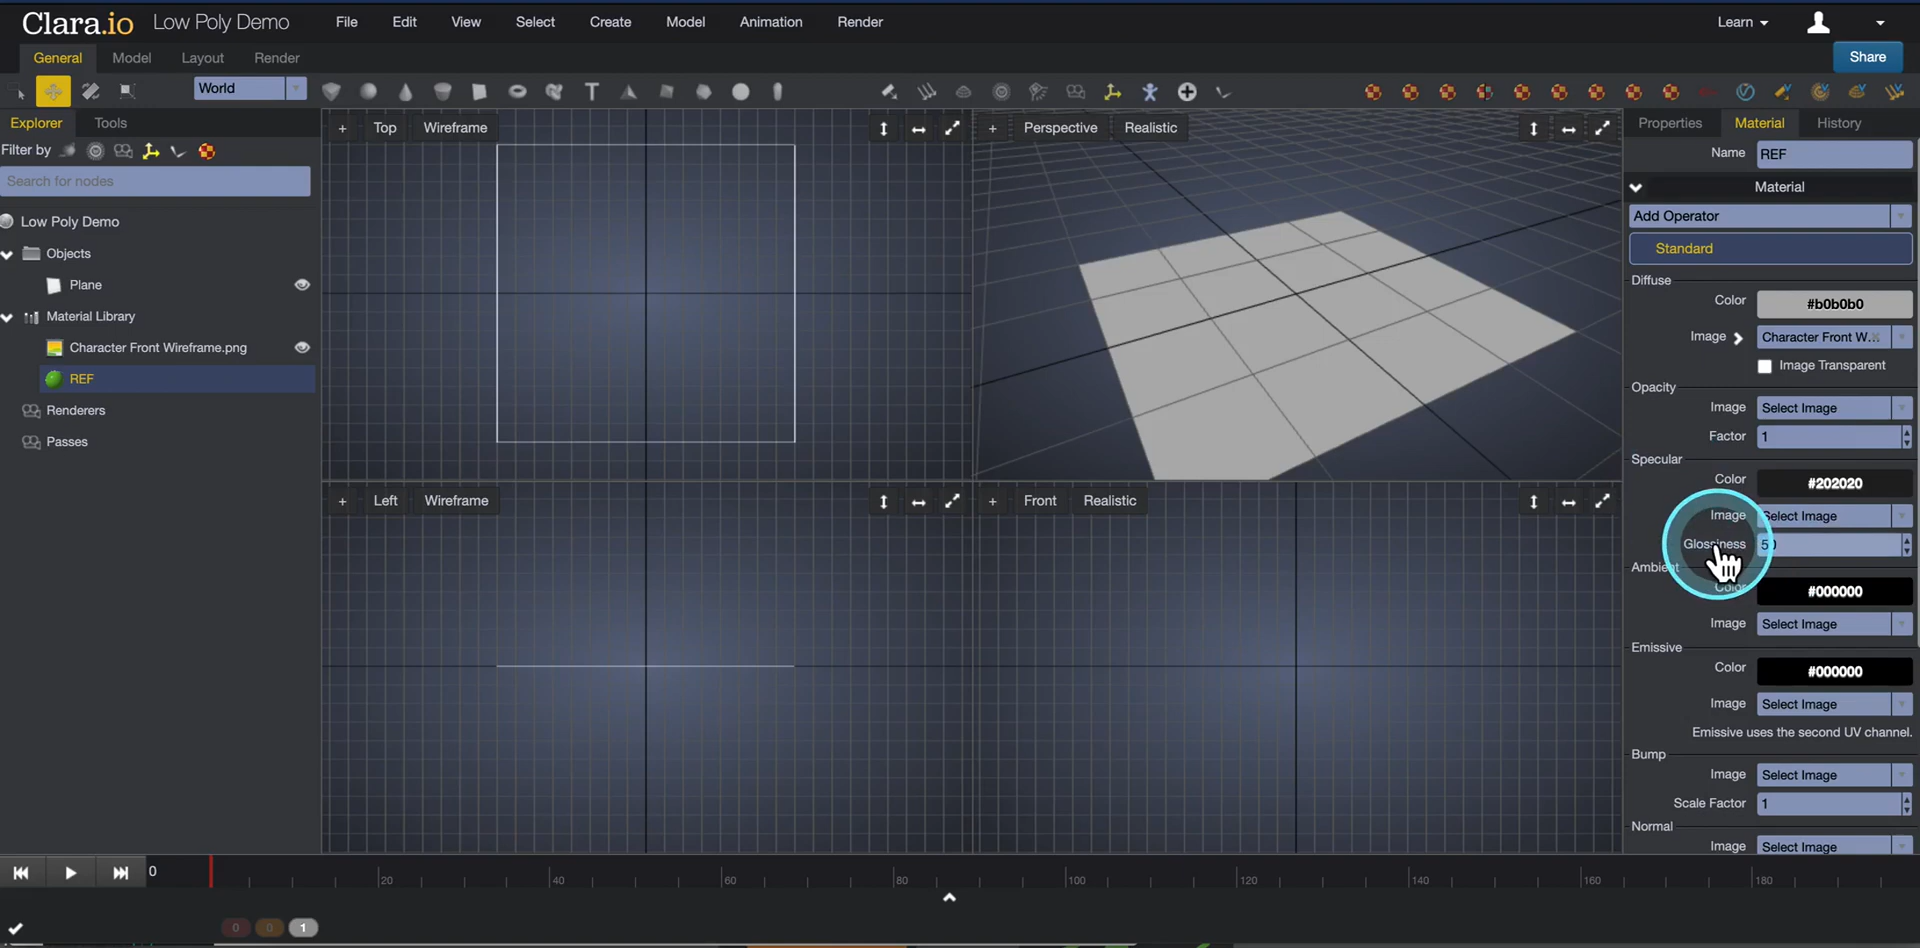 Clara.io Low Poly Demo File Edit View Select Create Model Animation Render Learn
General Model Layout Render Share
World
Explorer Tools
Filter by
Search for nodes
Low Poly Demo
Objects
Plane
Material Library
Character Front Wireframe.png
REF
Renderers
Passes
+ Top Wireframe
+ Perspective Realistic
+ Left Wireframe
+ Front Realistic
Properties Material History
Name REF
Material
Add Operator
Standard
Diffuse
Color #b0b0b0
Image Character Front W...
Image Transparent
Opacity
Image Select Image
Factor 1
Specular
Color #202020
Image Select Image
Glossiness
Ambient
Color #000000
Image Select Image
Emissive
Color #000000
Image Select Image
Emissive uses the second UV channel.
Bump
Image Select Image
Scale Factor 1
Normal
Image Select Image
0 20 40 60 80 100 120 140 160 180
0 0 1